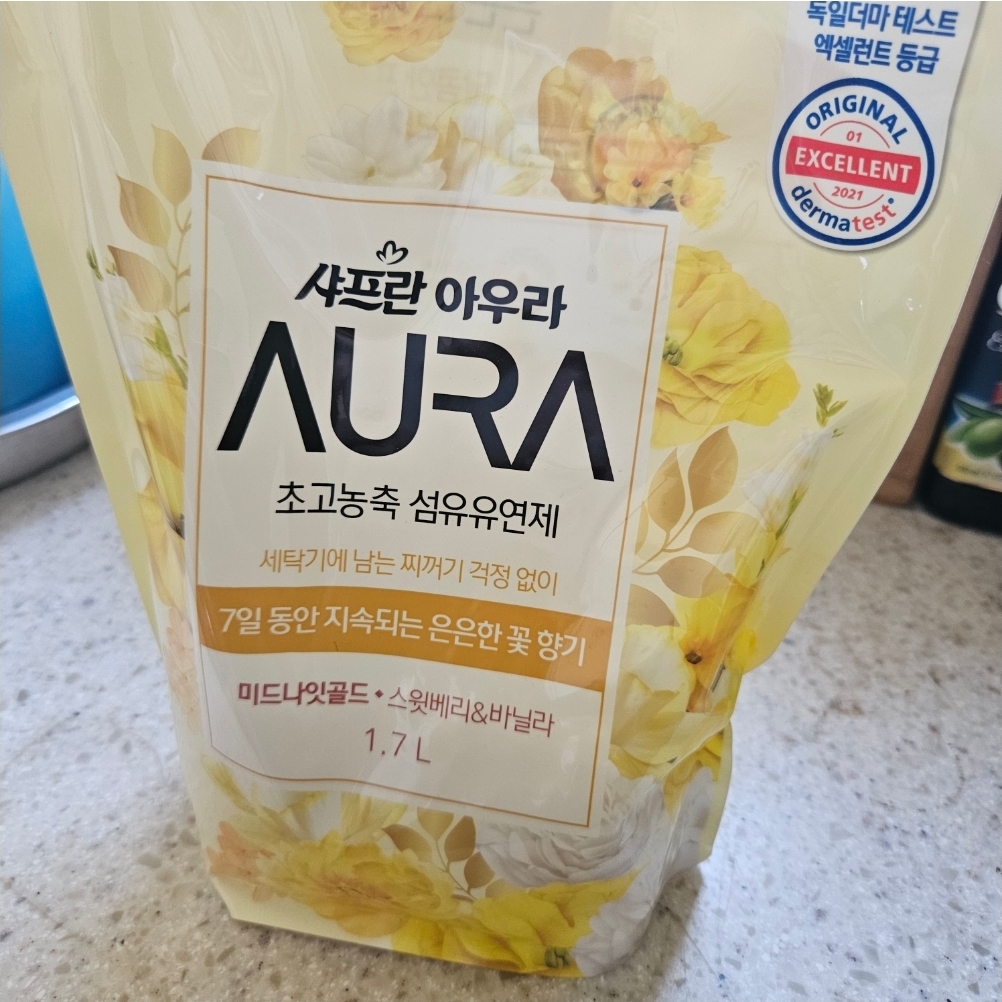 독일더마 테스트
엑셀런트 등급
ORIGINAL
01
EXCELLENT
2021
dermatest
샤프란 아우라
AURA
초고농축 섬유유연제
세탁기에 남는 찌꺼기 걱정 없이
7일 동안 지속되는 은은한 꽃 향기
미드나잇골드 • 스윗베리&바닐라
1.7 L